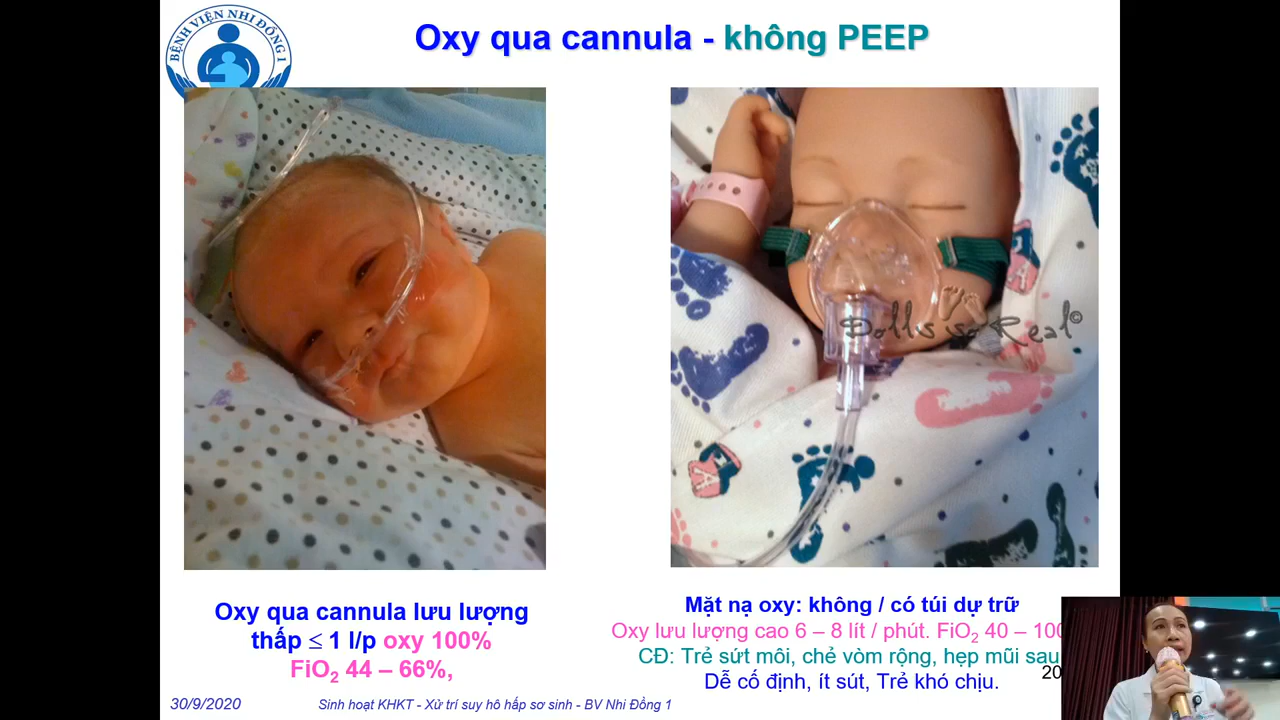 BỆNH VIỆN NHI ĐỒNG 1
Oxy qua cannula - không PEEP
Dollis so Real©
Oxy qua cannula lưu lượng
thấp ≤ 1 l/p oxy 100%
FiO2 44 – 66%,
Mặt nạ oxy: không / có túi dự trữ
Oxy lưu lượng cao 6 – 8 lít / phút. FiO2 40 – 100
CĐ: Trẻ sứt môi, chẻ vòm rộng, hẹp mũi sau
Dễ cố định, ít sút, Trẻ khó chịu.
30/9/2020
Sinh hoạt KHKT - Xử trí suy hô hấp sơ sinh - BV Nhi Đồng 1
20